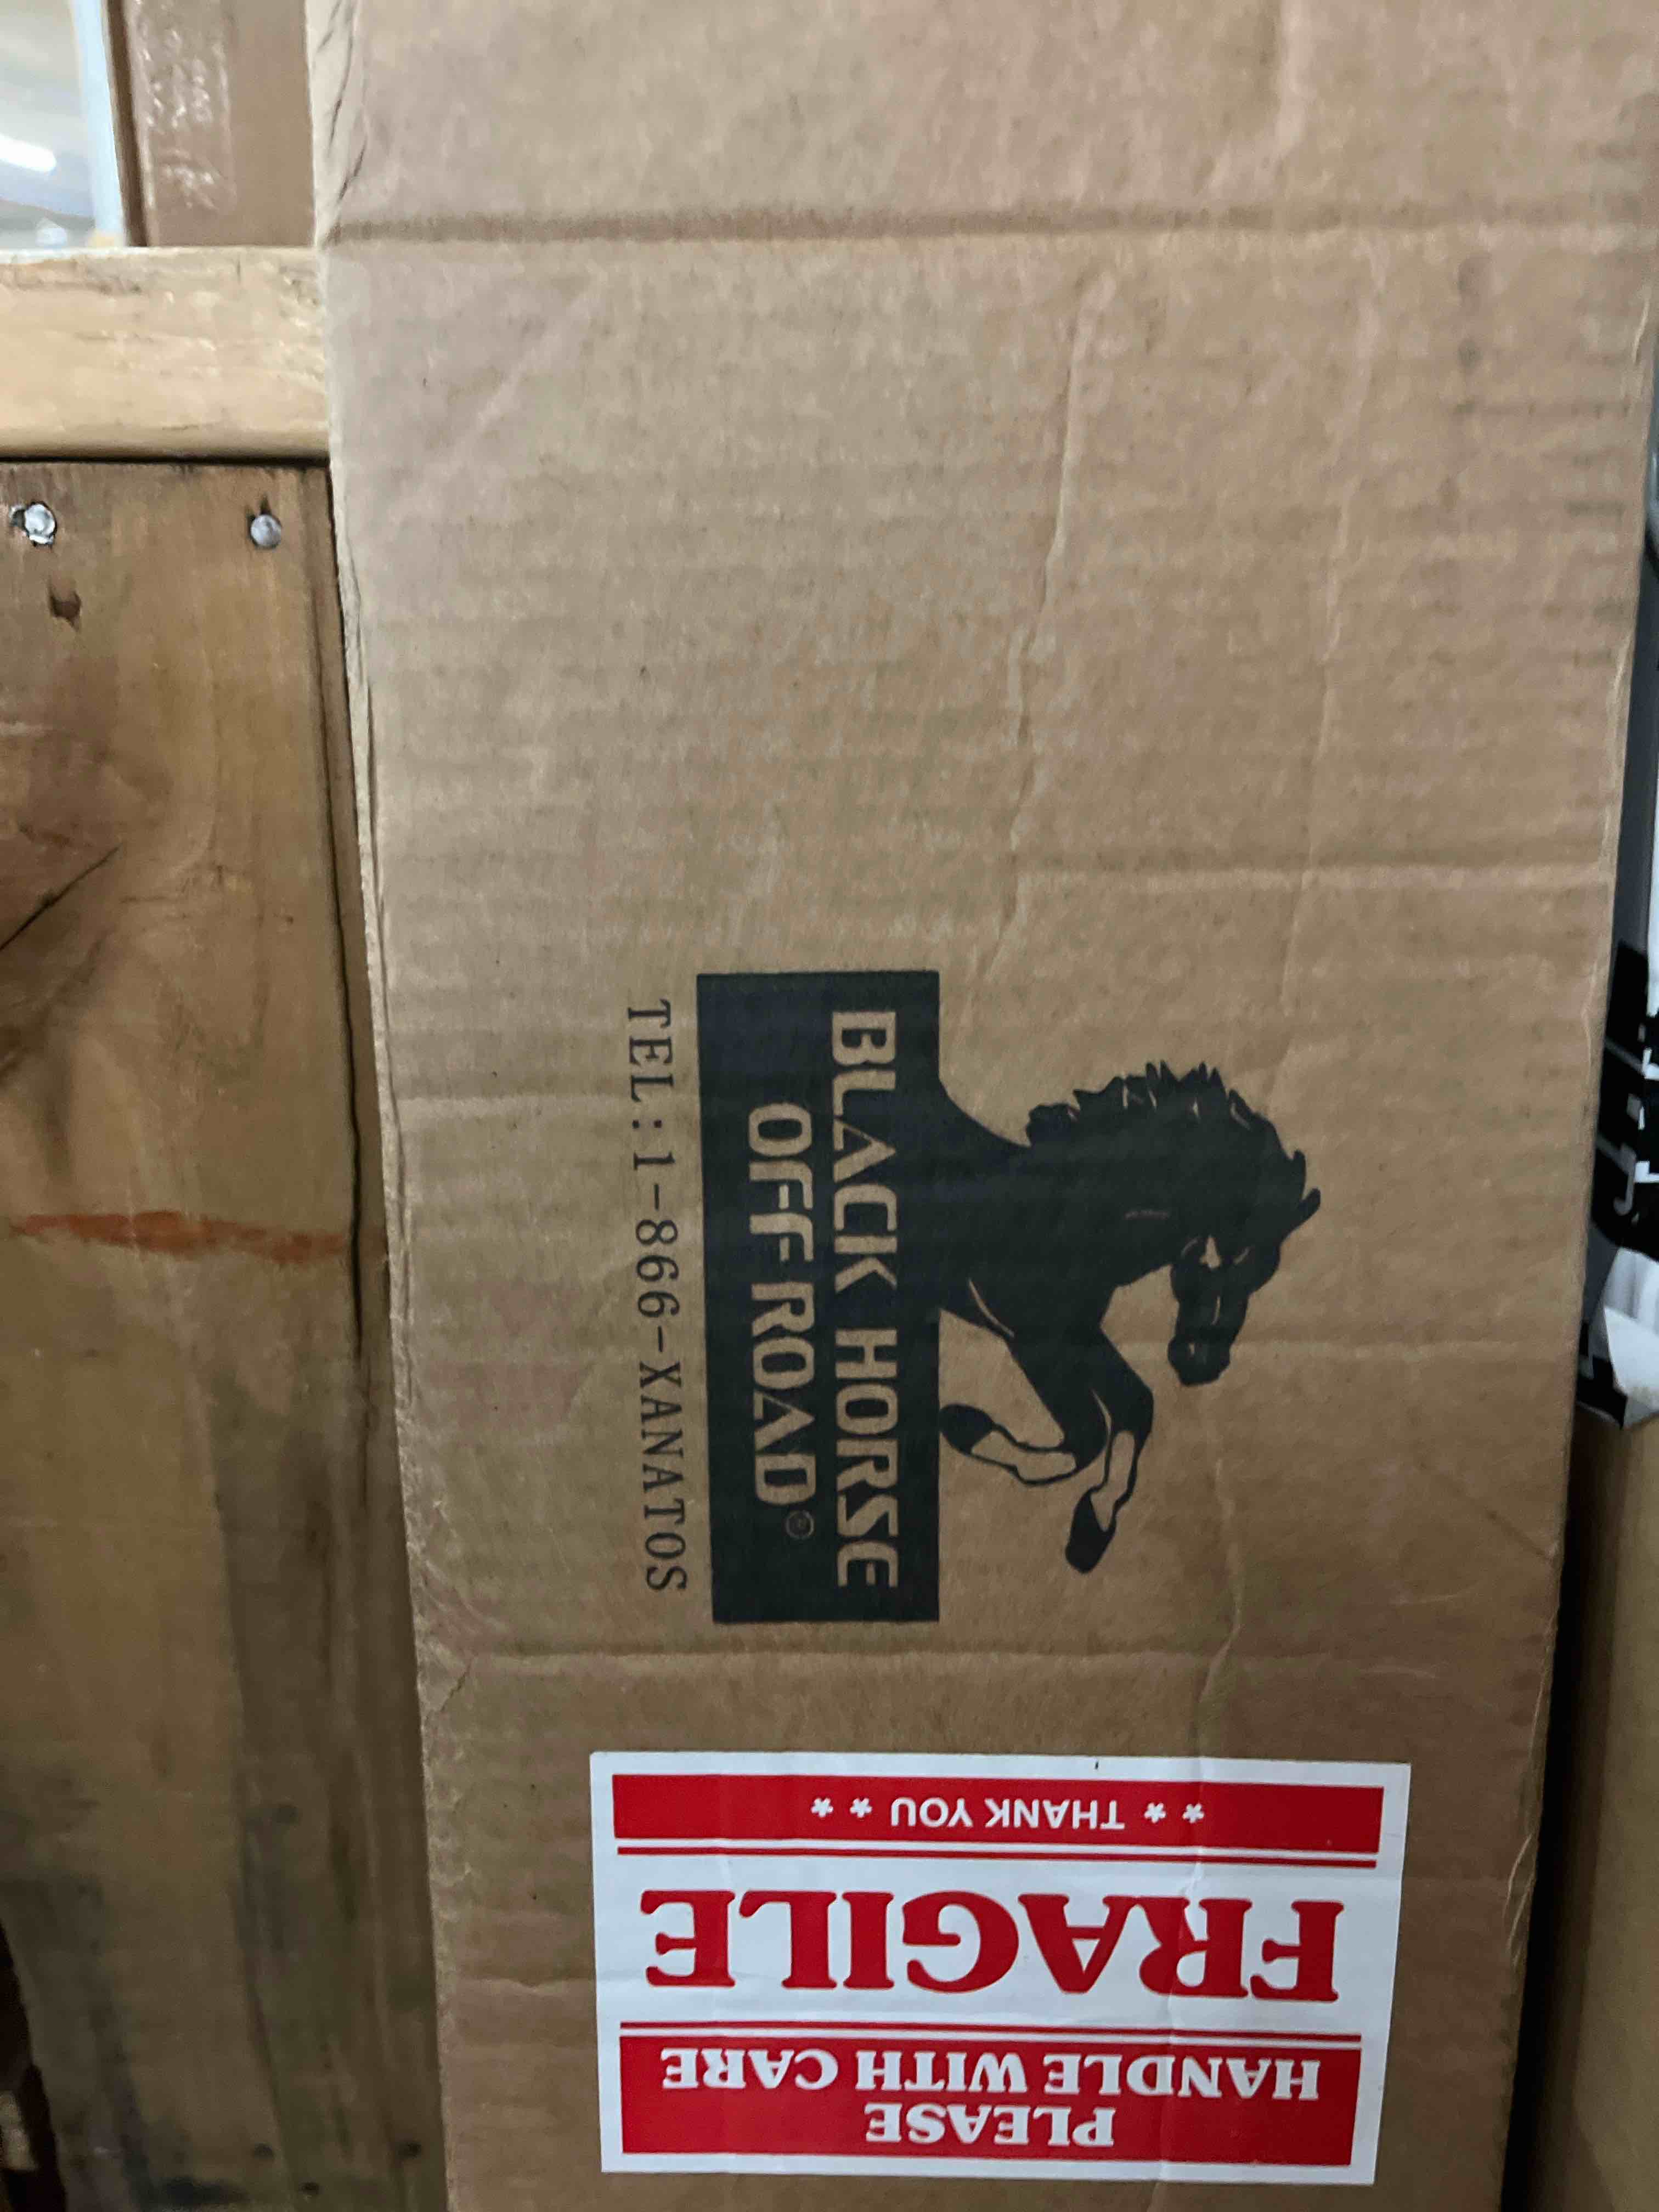 BLACK HORSE
OFF ROAD®
TEL:1-866-XANATOS
PLEASE
HANDLE WITH CARE
FRAGILE
* * THANK YOU * *